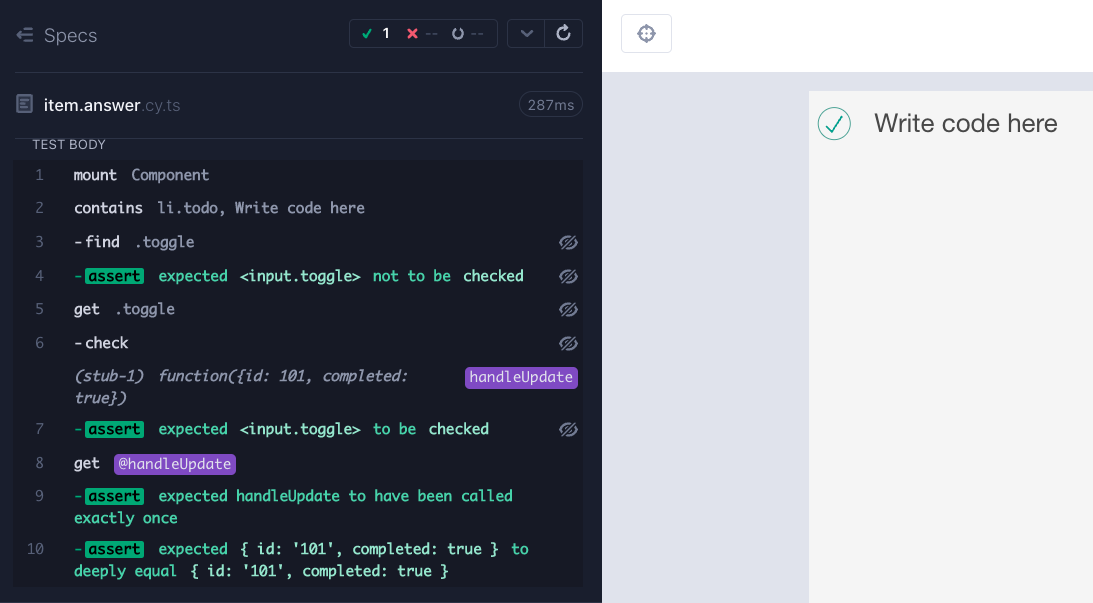 Specs
1 -- --
item.answer.cy.ts 287ms
TEST BODY
1 mount Component
2 contains li.todo, Write code here
3 -find .toggle
4 -assert expected <input.toggle> not to be checked
5 get .toggle
6 -check
(stub-1) function({id: 101, completed: handleUpdate
true})
7 -assert expected <input.toggle> to be checked
8 get @handleUpdate
9 -assert expected handleUpdate to have been called
exactly once
10 -assert expected { id: '101', completed: true } to
deeply equal { id: '101', completed: true }
Write code here